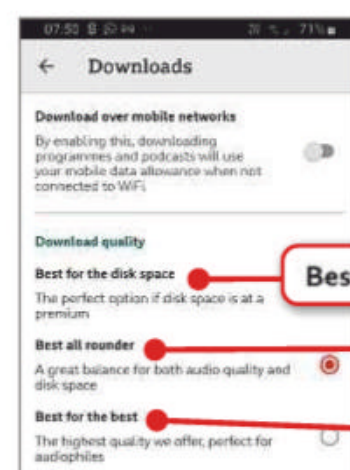 07:50
71%
Downloads
Download over mobile networks
By enabling this, downloading
programmes and podcasts will use
your mobile data allowance when not
connected to WiFi.
Download quality
Best for the disk space
Bes
The perfect option if disk space is at a
premium
Best all rounder
A great balance for both audio quality and
disk space
Best for the best
The highest quality we offer, perfect for
audiophiles